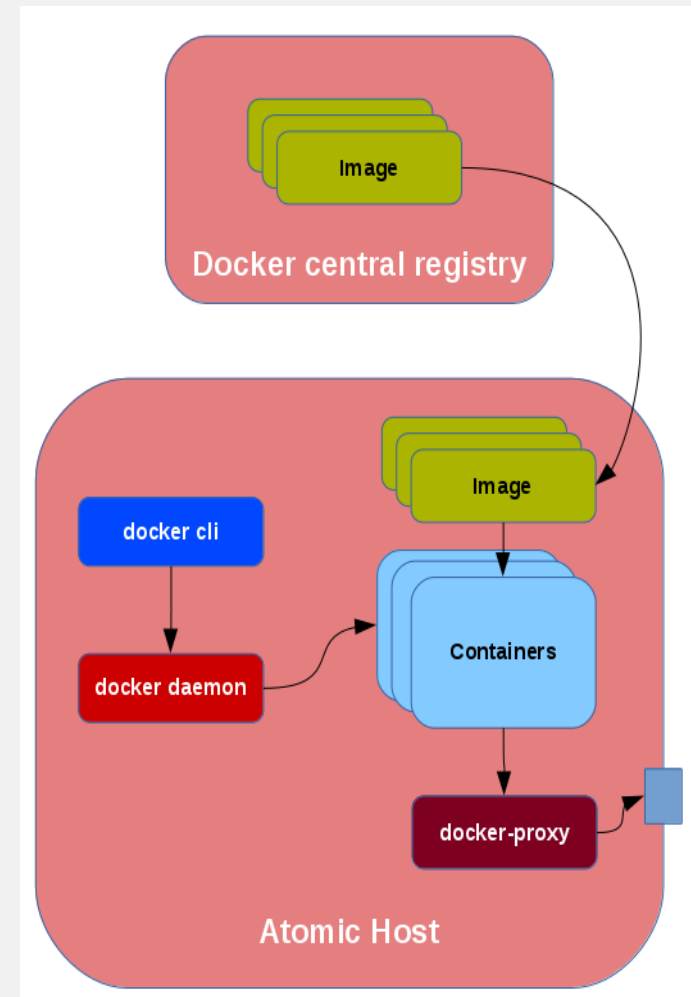 Image
Docker central registry
Image
docker cli
Containers
docker daemon
docker-proxy
Atomic Host